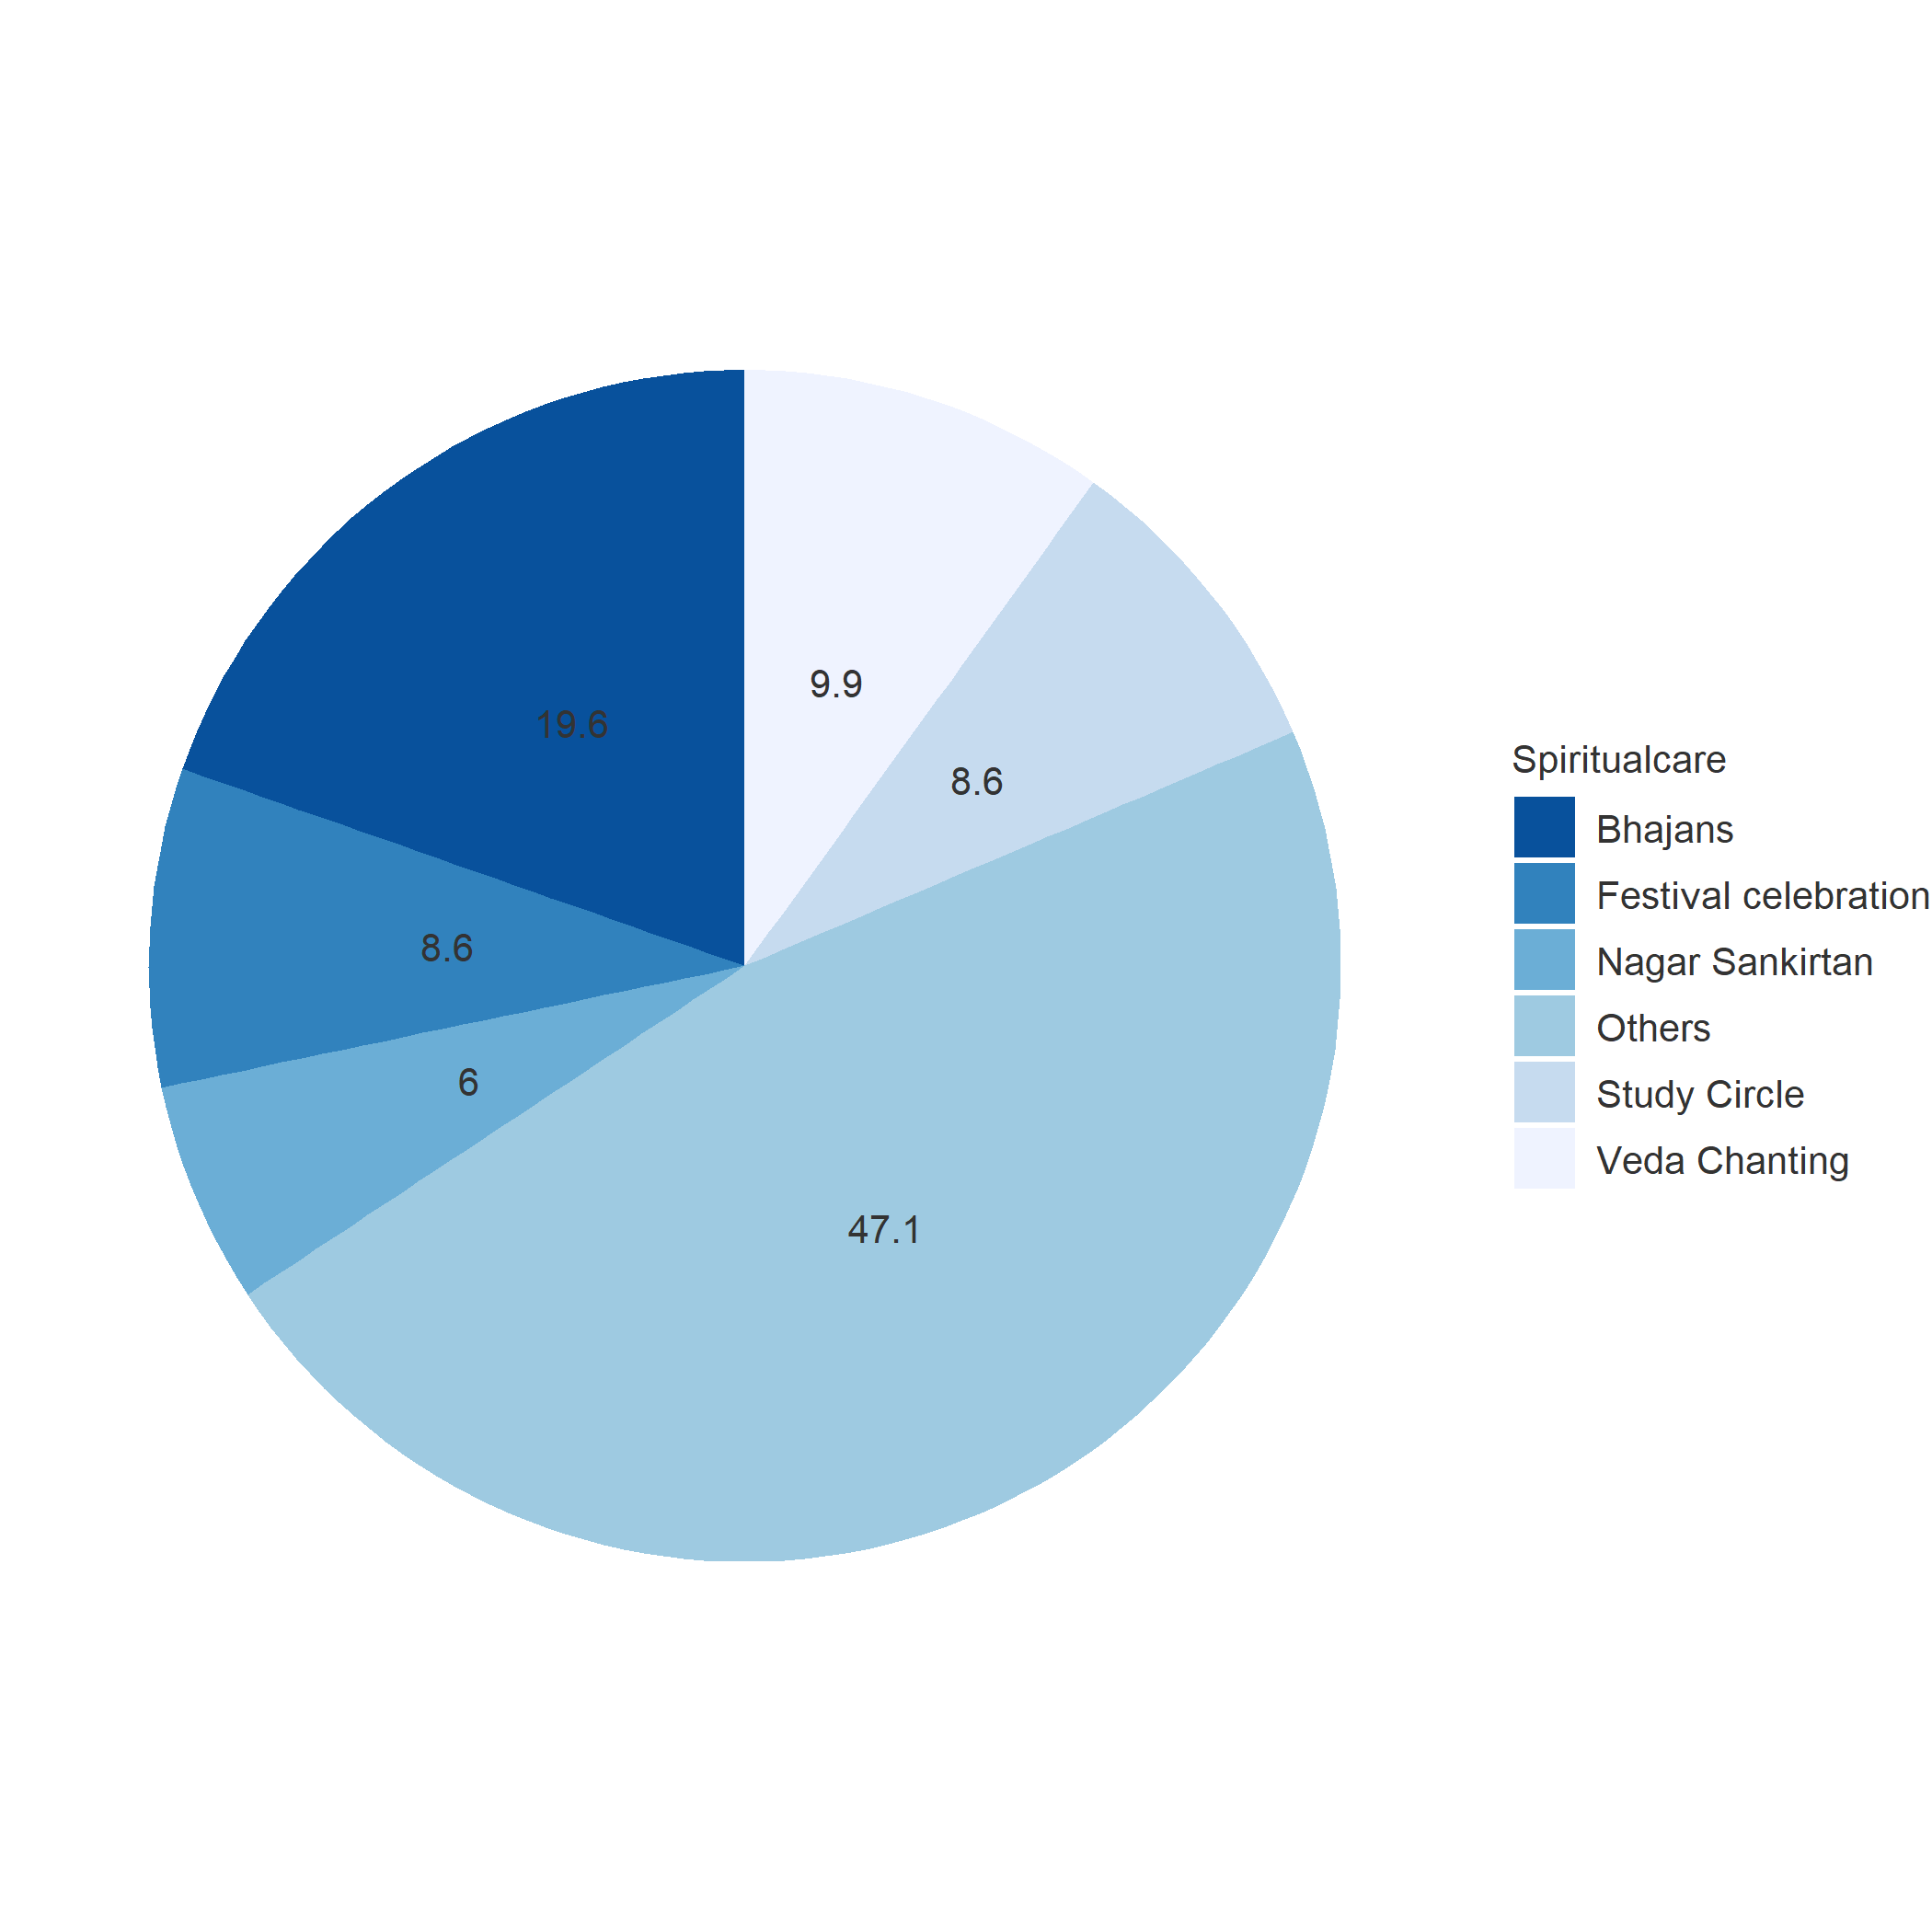 9.9
19.6
8.6
8.6
6
47.1
Spiritualcare
Bhajans
Festival celebration
Nagar Sankirtan
Others
Study Circle
Veda Chanting